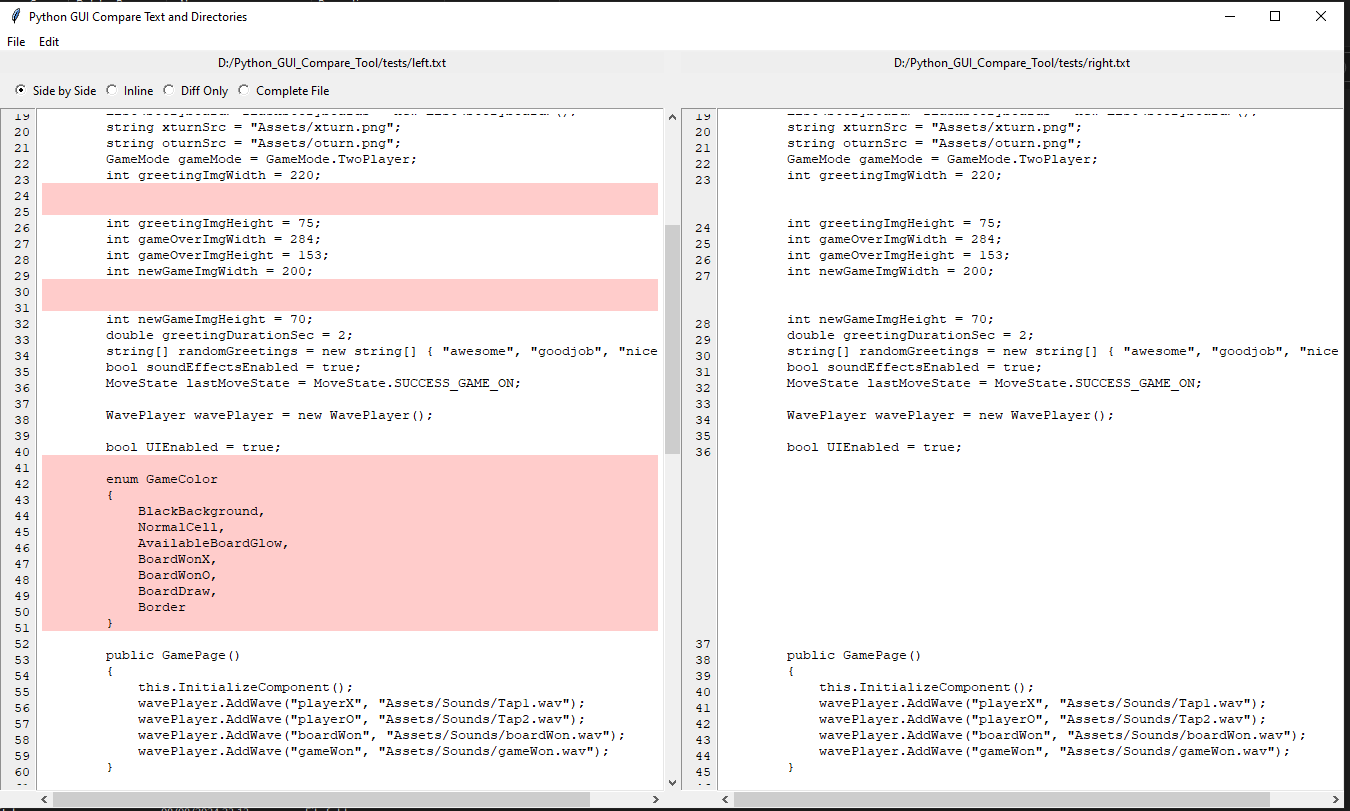 Python GUI Compare Text and Directories
File Edit
D:/Python_GUI_Compare_Tool/tests/left.txt
D:/Python_GUI_Compare_Tool/tests/right.txt
Side by Side Inline Diff Only Complete File
19
20 string xturnSrc = "Assets/xturn.png";
21 string oturnSrc = "Assets/oturn.png";
22 GameMode gameMode = GameMode.TwoPlayer;
23 int greetingImgWidth = 220;
24
25
26 int greetingImgHeight = 75;
27 int gameOverImgWidth = 284;
28 int gameOverImgHeight = 153;
29 int newGameImgWidth = 200;
30
31
32 int newGameImgHeight = 70;
33 double greetingDurationSec = 2;
34 string[] randomGreetings = new string[] { "awesome", "goodjob", "nice
35 bool soundEffectsEnabled = true;
36 MoveState lastMoveState = MoveState.SUCCESS_GAME_ON;
37
38 WavePlayer wavePlayer = new WavePlayer();
39
40 bool UIEnabled = true;
41
42 enum GameColor
43 {
44 BlackBackground,
45 NormalCell,
46 AvailableBoardGlow,
47 BoardWonX,
48 BoardWonO,
49 BoardDraw,
50 Border
51 }
52
53 public GamePage()
54 {
55 this.InitializeComponent();
56 wavePlayer.AddWave("playerX", "Assets/Sounds/Tap1.wav");
57 wavePlayer.AddWave("playerO", "Assets/Sounds/Tap2.wav");
58 wavePlayer.AddWave("boardWon", "Assets/Sounds/boardWon.wav");
59 wavePlayer.AddWave("gameWon", "Assets/Sounds/gameWon.wav");
60 }
19
20 string xturnSrc = "Assets/xturn.png";
21 string oturnSrc = "Assets/oturn.png";
22 GameMode gameMode = GameMode.TwoPlayer;
23 int greetingImgWidth = 220;
24 int greetingImgHeight = 75;
25 int gameOverImgWidth = 284;
26 int gameOverImgHeight = 153;
27 int newGameImgWidth = 200;
28 int newGameImgHeight = 70;
29 double greetingDurationSec = 2;
30 string[] randomGreetings = new string[] { "awesome", "goodjob", "nice
31 bool soundEffectsEnabled = true;
32 MoveState lastMoveState = MoveState.SUCCESS_GAME_ON;
33
34 WavePlayer wavePlayer = new WavePlayer();
35
36 bool UIEnabled = true;
37
38 public GamePage()
39 {
40 this.InitializeComponent();
41 wavePlayer.AddWave("playerX", "Assets/Sounds/Tap1.wav");
42 wavePlayer.AddWave("playerO", "Assets/Sounds/Tap2.wav");
43 wavePlayer.AddWave("boardWon", "Assets/Sounds/boardWon.wav");
44 wavePlayer.AddWave("gameWon", "Assets/Sounds/gameWon.wav");
45 }